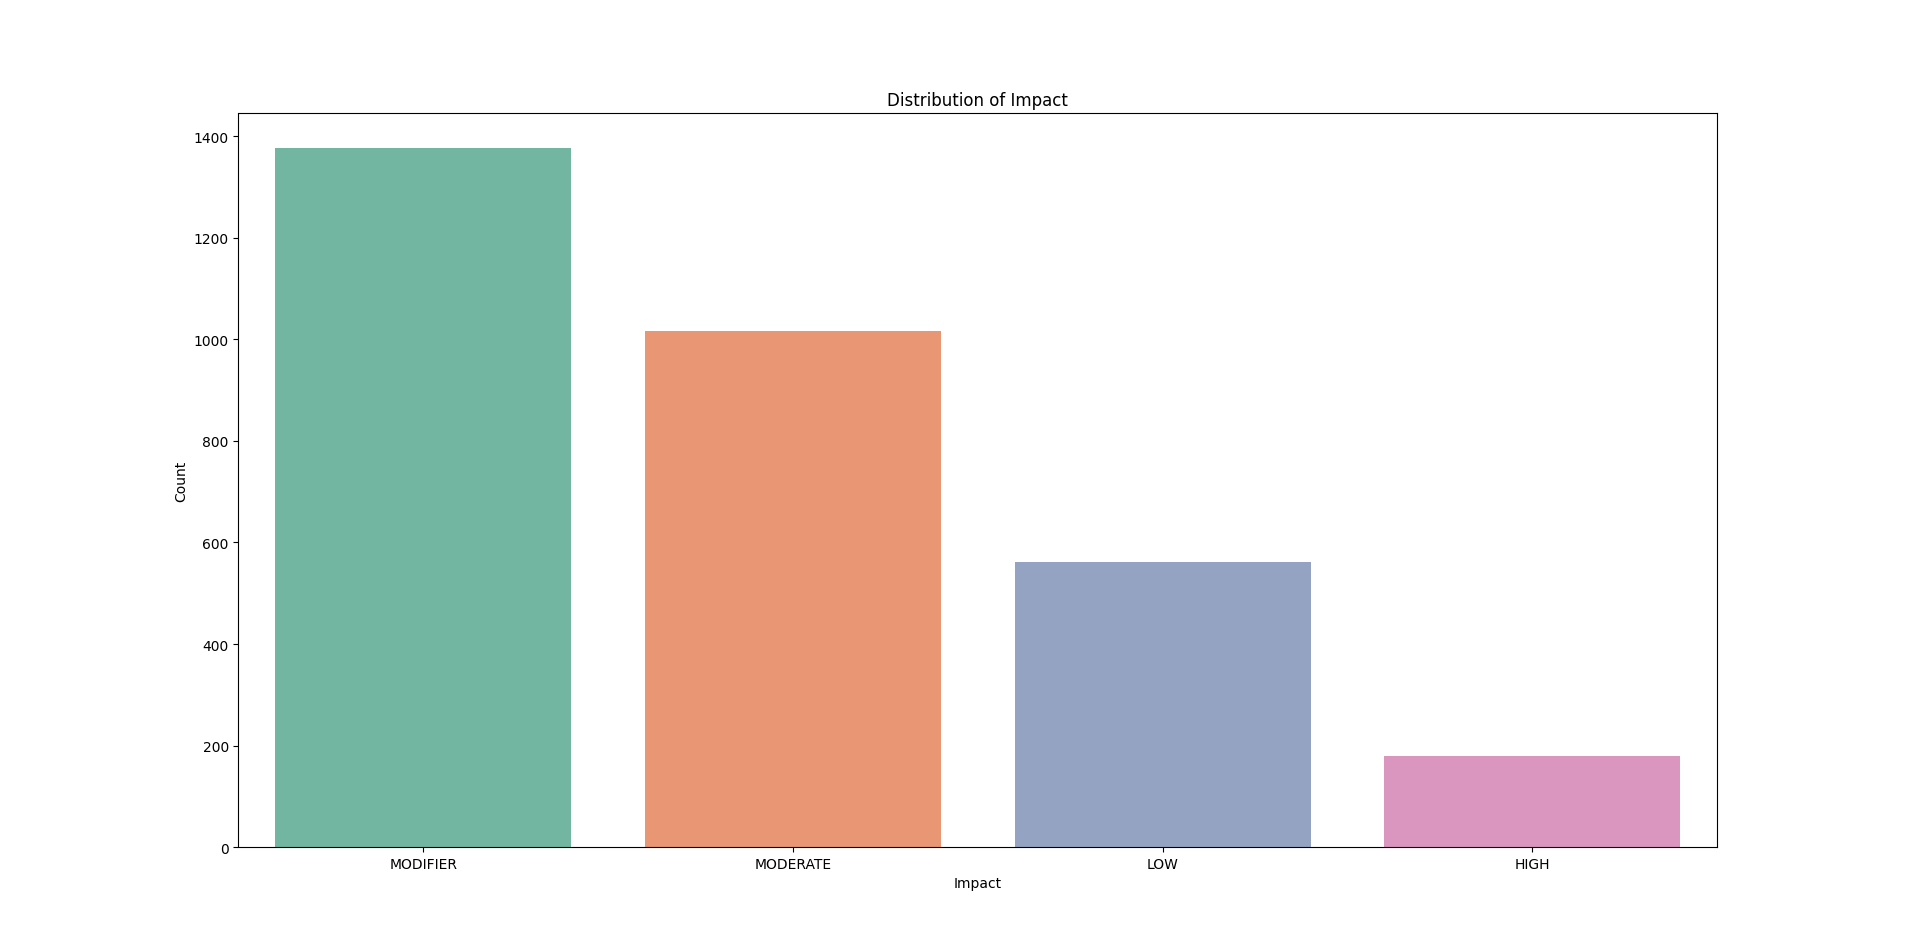 Distribution of Impact
1400
1200
1000
800
600
400
200
0
Count
MODIFIER
MODERATE
LOW
HIGH
Impact